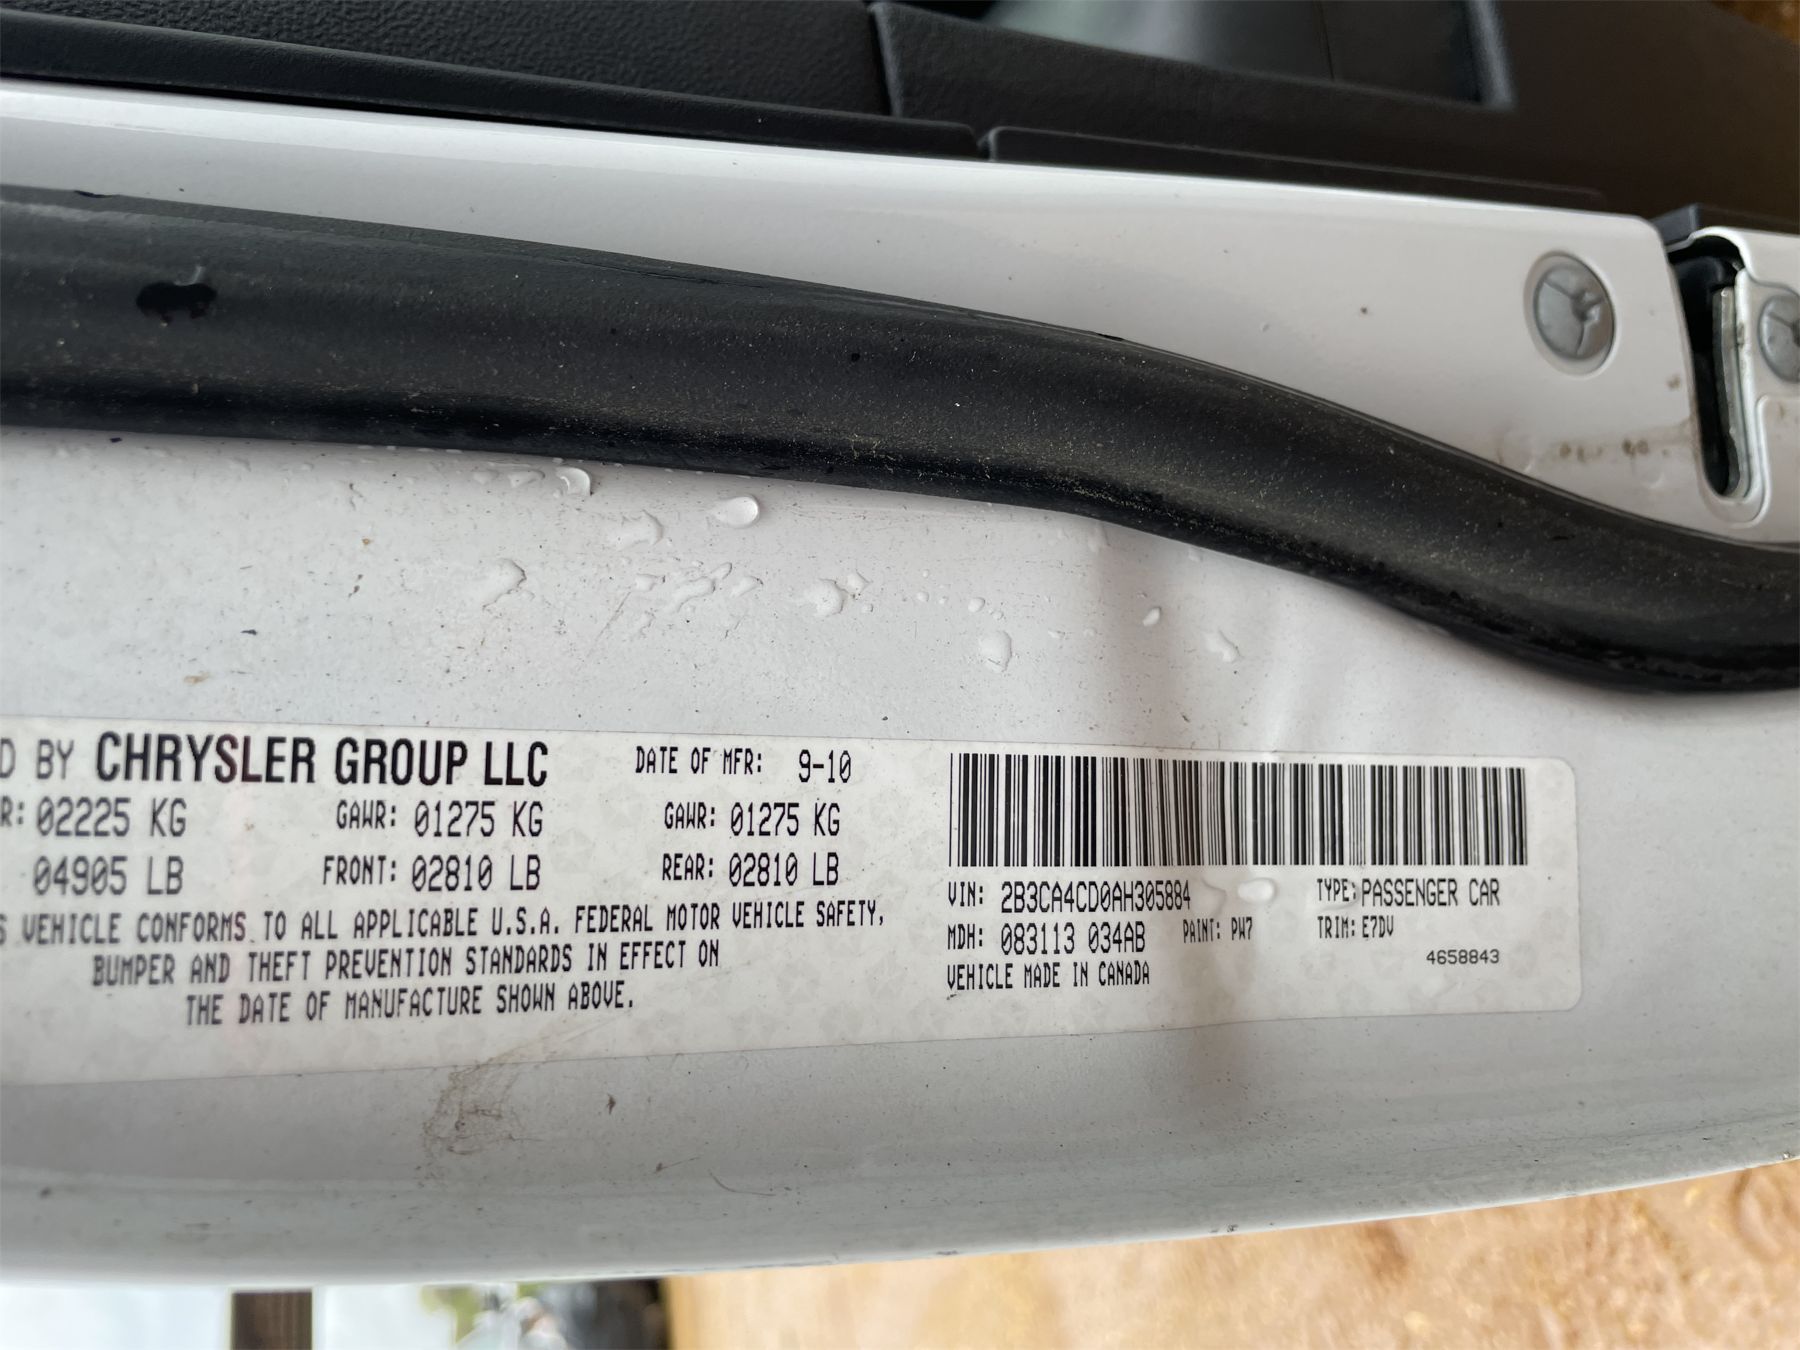 D BY CHRYSLER GROUP LLC DATE OF MFR: 9-10
R: 02225 KG GAWR: 01275 KG GAWR: 01275 KG
04905 LB FRONT: 02810 LB REAR: 02810 LB
S VEHICLE CONFORMS TO ALL APPLICABLE U.S.A. FEDERAL MOTOR VEHICLE SAFETY,
BUMPER AND THEFT PREVENTION STANDARDS IN EFFECT ON
THE DATE OF MANUFACTURE SHOWN ABOVE.
VIN: 2B3CA4CD0AH305884 TYPE: PASSENGER CAR
MDH: 083113 034AB PAINT: PW7 TRIM: E7DV
VEHICLE MADE IN CANADA 4658843